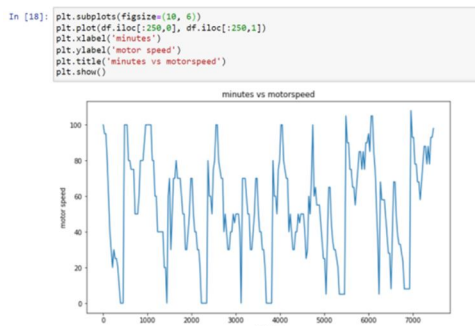 In [18]: plt.subplots(figsize=(10, 6))
plt.plot(df.iloc[:250,0], df.iloc[:250,1])
plt.xlabel('minutes')
plt.ylabel('motor speed')
plt.title('minutes vs motorspeed')
plt.show()
minutes vs motorspeed
100
80
60
40
20
0
motor speed
0 1000 2000 3000 4000 5000 6000 7000